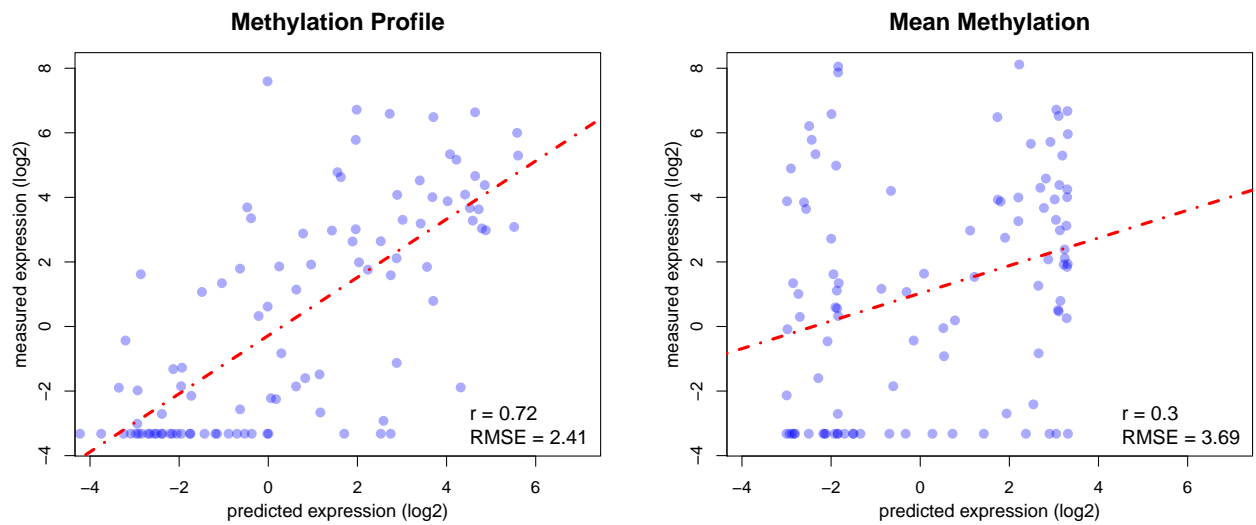 Methylation Profile
8
6
4
2
0
−2
−4
measured expression (log2)
r = 0.72
RMSE = 2.41
−4 −2 0 2 4 6
predicted expression (log2)
Mean Methylation
8
6
4
2
0
−2
−4
measured expression (log2)
r = 0.3
RMSE = 3.69
−4 −2 0 2 4 6
predicted expression (log2)